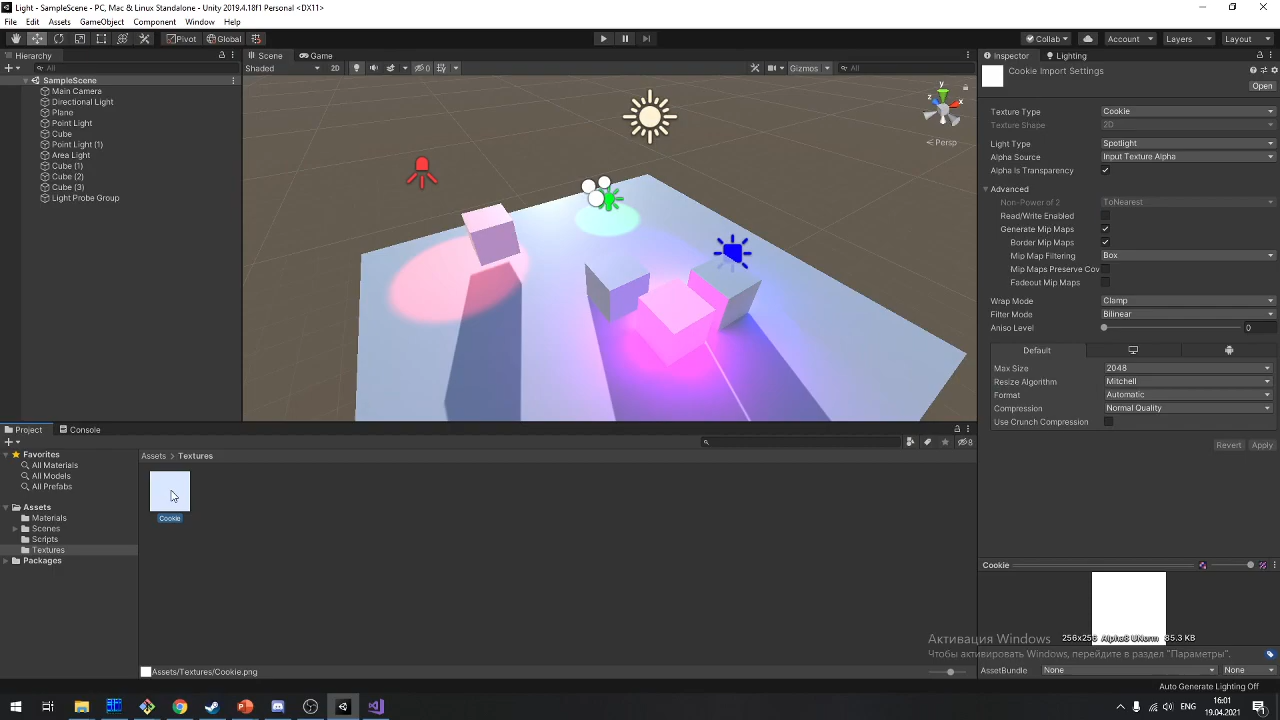 Light - SampleScene - PC, Mac & Linux Standalone - Unity 2019.4.18f1 Personal <DX11>
File Edit Assets GameObject Component Window Help
Pivot Global
Collab Account Layers Layout
Hierarchy
All
SampleScene
Main Camera
Directional Light
Plane
Point Light
Cube
Point Light (1)
Area Light
Cube (1)
Cube (2)
Cube (3)
Light Probe Group
Scene Game
Shaded 2D 0 Gizmos All
y
z x
Persp
Inspector Lighting
Cookie Import Settings
Open
Texture Type Cookie
Texture Shape 2D
Light Type Spotlight
Alpha Source Input Texture Alpha
Alpha Is Transparency
Advanced
Non-Power of 2 ToNearest
Read/Write Enabled
Generate Mip Maps
Border Mip Maps
Mip Map Filtering Box
Mip Maps Preserve Cov
Fadeout Mip Maps
Wrap Mode Clamp
Filter Mode Bilinear
Aniso Level 0
Default
Max Size 2048
Resize Algorithm Mitchell
Format Automatic
Compression Normal Quality
Use Crunch Compression
Revert Apply
Project Console
8
Favorites
All Materials
All Models
All Prefabs
Assets
Materials
Scenes
Scripts
Textures
Packages
Assets > Textures
Cookie
Assets/Textures/Cookie.png
Cookie
256x256 Alpha8 UNorm 85.3 KB
Активация Windows
Чтобы активировать Windows, перейдите в раздел "Параметры".
AssetBundle None None
Auto Generate Lighting Off
ENG
16:01
19.04.2021